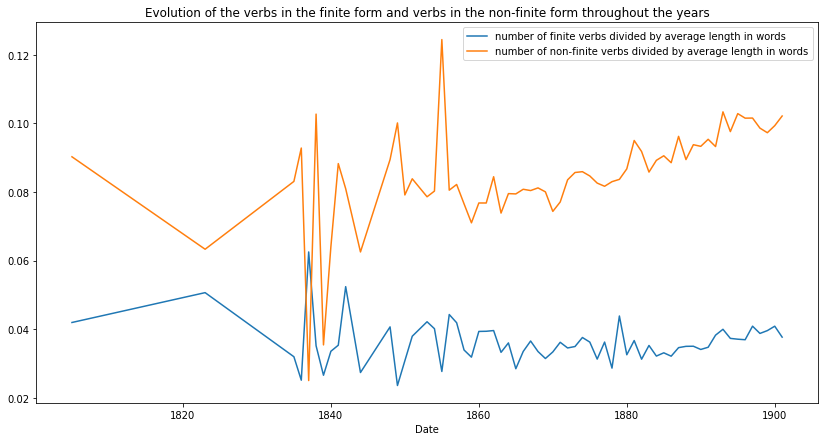 Evolution of the verbs in the finite form and verbs in the non-finite form throughout the years
number of finite verbs divided by average length in words
number of non-finite verbs divided by average length in words
0.12
0.10
0.08
0.06
0.04
0.02
1820 1840 1860 1880 1900
Date